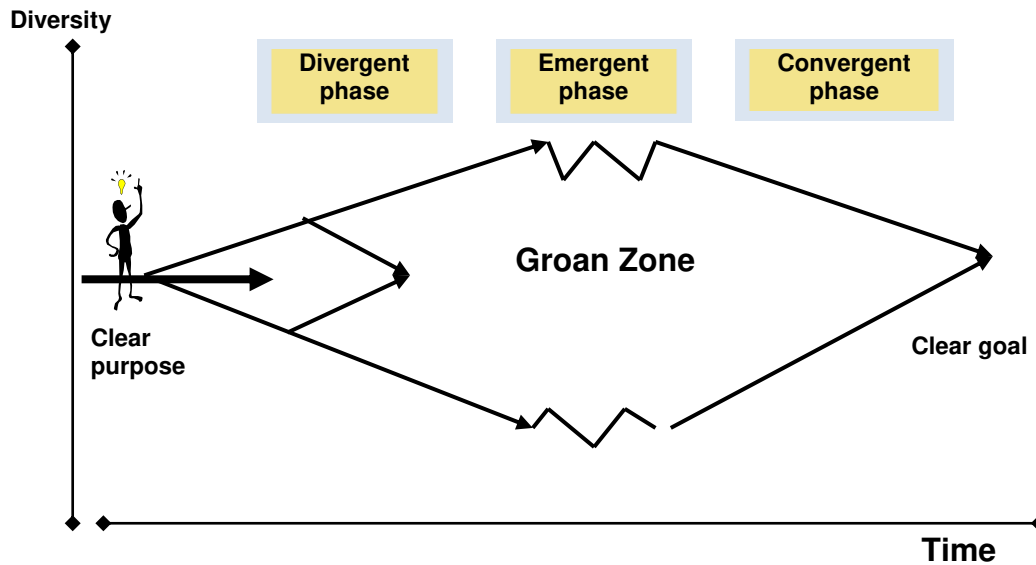 Diversity
Divergent
phase
Emergent
phase
Convergent
phase
Groan Zone
Clear
purpose
Clear goal
Time